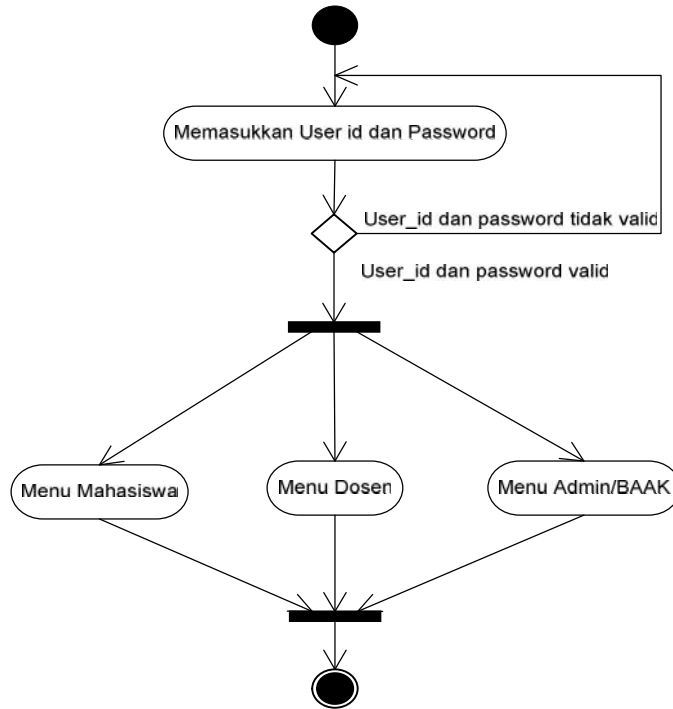 Memasukkan User id dan Password
User_id dan password tidak valid
User_id dan password valid
Menu Mahasiswa
Menu Dosen
Menu Admin/BAAK